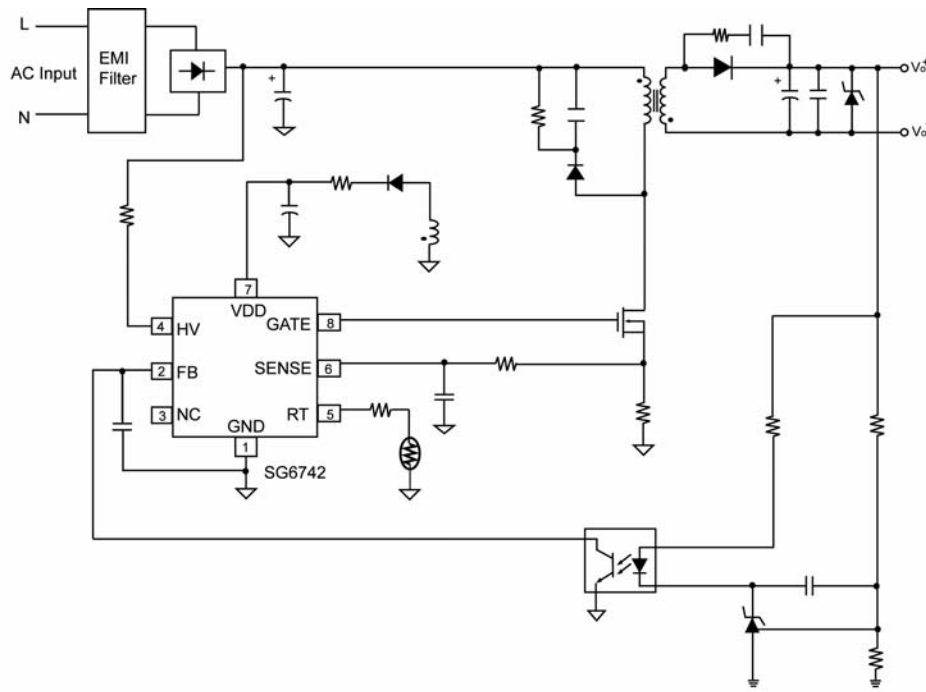 L
AC Input
N
EMI
Filter
+
+
Vo+
Vo-
7
VDD
4
HV
GATE
8
2
FB
SENSE
6
3
NC
RT
5
GND
1
SG6742